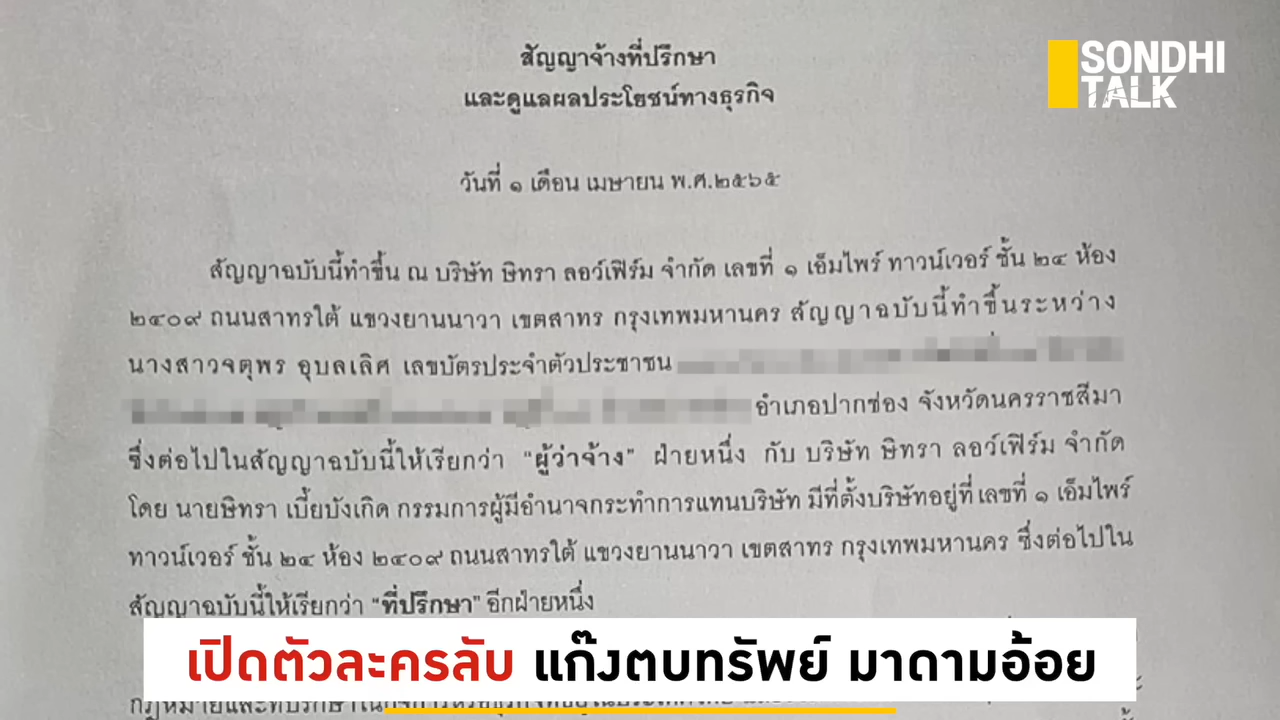 SONDHI
TALK
สัญญาจ้างที่ปรึกษา
และดูแลผลประโยชน์ทางธุรกิจ
วันที่ ๑ เดือน เมษายน พ.ศ.๒๕๖๕
สัญญาฉบับนี้ทำขึ้น ณ บริษัท ษิทรา ลอว์เฟิร์ม จำกัด เลขที่ ๑ เอ็มไพร์ ทาวน์เวอร์ ชั้น ๒๔ ห้อง
๒๔๐๙ ถนนสาทรใต้ แขวงยานนาวา เขตสาทร กรุงเทพมหานคร สัญญาฉบับนี้ทำขึ้นระหว่าง
นางสาวจตุพร อุบลเลิศ เลขบัตรประจำตัวประชาชน
อำเภอปากช่อง จังหวัดนครราชสีมา
ซึ่งต่อไปในสัญญาฉบับนี้ให้เรียกว่า "ผู้ว่าจ้าง" ฝ่ายหนึ่ง กับ บริษัท ษิทรา ลอว์เฟิร์ม จำกัด
โดย นายษิทรา เบี้ยบังเกิด กรรมการผู้มีอำนาจกระทำการแทนบริษัท มีที่ตั้งบริษัทอยู่ที่ เลขที่ ๑ เอ็มไพร์
ทาวน์เวอร์ ชั้น ๒๔ ห้อง ๒๔๐๙ ถนนสาทรใต้ แขวงยานนาวา เขตสาทร กรุงเทพมหานคร ซึ่งต่อไปใน
สัญญาฉบับนี้ให้เรียกว่า "ที่ปรึกษา" อีกฝ่ายหนึ่ง
เปิดตัวละครลับ แก๊งตบทรัพย์ มาดามอ้อย